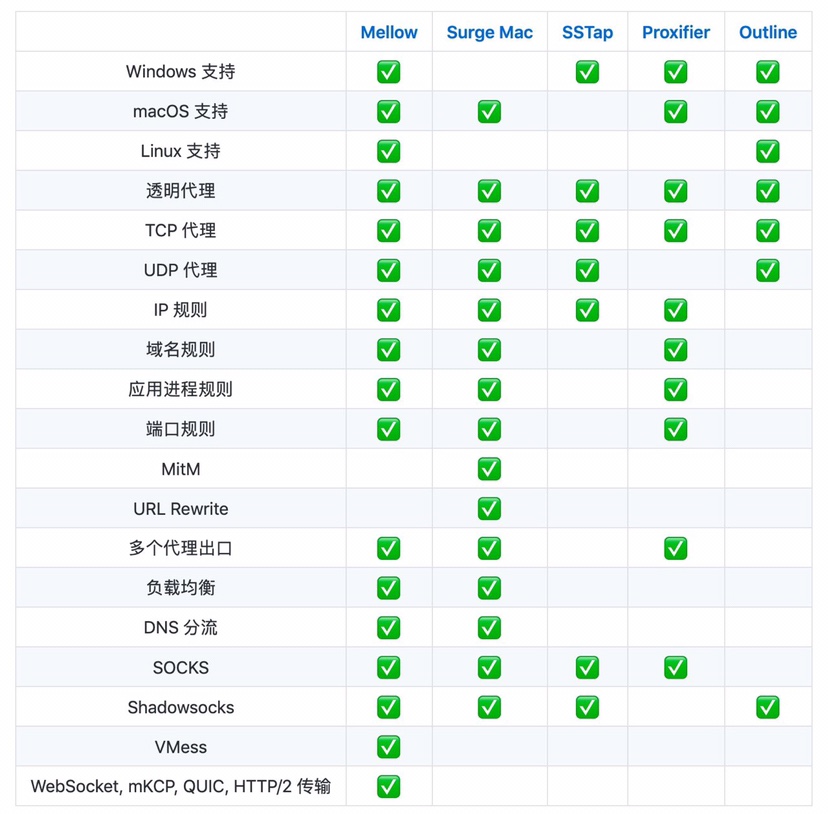 Mellow Surge Mac SSTap Proxifier Outline
Windows 支持 ✅ ✅ ✅ ✅
macOS 支持 ✅ ✅ ✅ ✅
Linux 支持 ✅ ✅
透明代理 ✅ ✅ ✅ ✅ ✅
TCP 代理 ✅ ✅ ✅ ✅ ✅
UDP 代理 ✅ ✅ ✅ ✅
IP 规则 ✅ ✅ ✅ ✅
域名规则 ✅ ✅ ✅
应用进程规则 ✅ ✅ ✅
端口规则 ✅ ✅ ✅
MitM ✅
URL Rewrite ✅
多个代理出口 ✅ ✅ ✅
负载均衡 ✅ ✅
DNS 分流 ✅ ✅
SOCKS ✅ ✅ ✅ ✅
Shadowsocks ✅ ✅ ✅ ✅
VMess ✅
WebSocket, mKCP, QUIC, HTTP/2 传输 ✅